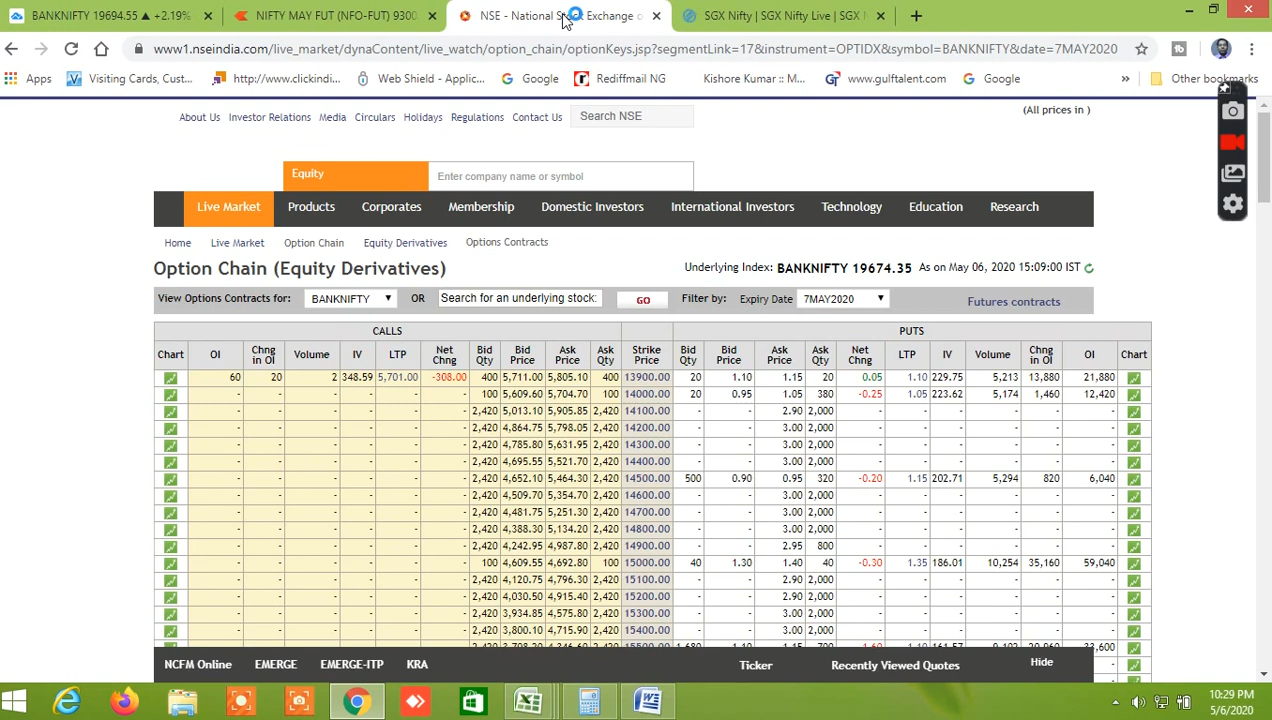 BANKNIFTY 19694.55 ▲ +2.19%
NIFTY MAY FUT (NFO-FUT) 9300
NSE - National Stock Exchange o
SGX Nifty | SGX Nifty Live | SGX
www1.nseindia.com/live_market/dynaContent/live_watch/option_chain/optionKeys.jsp?segmentLink=17&instrument=OPTIDX&symbol=BANKNIFTY&date=7MAY2020
Apps Visiting Cards, Cust... http://www.clickindi... Web Shield - Applic... Google Rediffmail NG Kishore Kumar :: M... www.gulftalent.com Google » Other bookmarks
About Us Investor Relations Media Circulars Holidays Regulations Contact Us Search NSE (All prices in )
Equity Enter company name or symbol
Live Market Products Corporates Membership Domestic Investors International Investors Technology Education Research
Home Live Market Option Chain Equity Derivatives Options Contracts
Option Chain (Equity Derivatives) Underlying Index: BANKNIFTY 19674.35 As on May 06, 2020 15:09:00 IST
View Options Contracts for: BANKNIFTY OR Search for an underlying stock: GO Filter by: Expiry Date 7MAY2020 Futures contracts
CALLS PUTS
Chart OI Chng in OI Volume IV LTP Net Chng Bid Qty Bid Price Ask Price Ask Qty Strike Price Bid Qty Bid Price Ask Price Ask Qty Net Chng LTP IV Volume Chng in OI OI Chart
60 20 2 348.59 5,701.00 -308.00 400 5,711.00 5,805.10 400 13900.00 20 1.10 1.15 20 0.05 1.10 229.75 5,213 13,880 21,880
- - - - - - 100 5,609.60 5,704.70 100 14000.00 20 0.95 1.05 380 -0.25 1.05 223.62 5,174 1,460 12,420
- - - - - - 2,420 5,013.10 5,905.85 2,420 14100.00 - - 2.90 2,000 - - - - - -
- - - - - - 2,420 4,864.75 5,798.05 2,420 14200.00 - - 3.00 2,000 - - - - - -
- - - - - - 2,420 4,785.80 5,631.95 2,420 14300.00 - - 3.00 2,000 - - - - - -
- - - - - - 2,420 4,695.55 5,521.70 2,420 14400.00 - - 3.00 2,000 - - - - - -
- - - - - - 2,420 4,652.10 5,464.30 2,420 14500.00 500 0.90 0.95 320 -0.20 1.15 202.71 5,294 820 6,040
- - - - - - 2,420 4,509.70 5,354.70 2,420 14600.00 - - 3.00 2,000 - - - - - -
- - - - - - 2,420 4,481.75 5,251.30 2,420 14700.00 - - 3.00 2,000 - - - - - -
- - - - - - 2,420 4,388.30 5,134.20 2,420 14800.00 - - 3.00 2,000 - - - - - -
- - - - - - 2,420 4,242.95 4,987.80 2,420 14900.00 - - 2.95 800 - - - - - -
- - - - - - 100 4,609.55 4,692.80 100 15000.00 40 1.30 1.40 40 -0.30 1.35 186.01 10,254 35,160 59,040
- - - - - - 2,420 4,120.75 4,796.30 2,420 15100.00 - - 2.90 2,000 - - - - - -
- - - - - - 2,420 4,030.50 4,915.40 2,420 15200.00 - - 2.90 2,000 - - - - - -
- - - - - - 2,420 3,934.85 4,575.80 2,420 15300.00 - - 3.00 2,000 - - - - - -
- - - - - - 2,420 3,800.10 4,715.90 2,420 15400.00 - - 3.00 2,000 - - - - - -
NCFM Online EMERGE EMERGE-ITP KRA Ticker Recently Viewed Quotes Hide
10:29 PM
5/6/2020